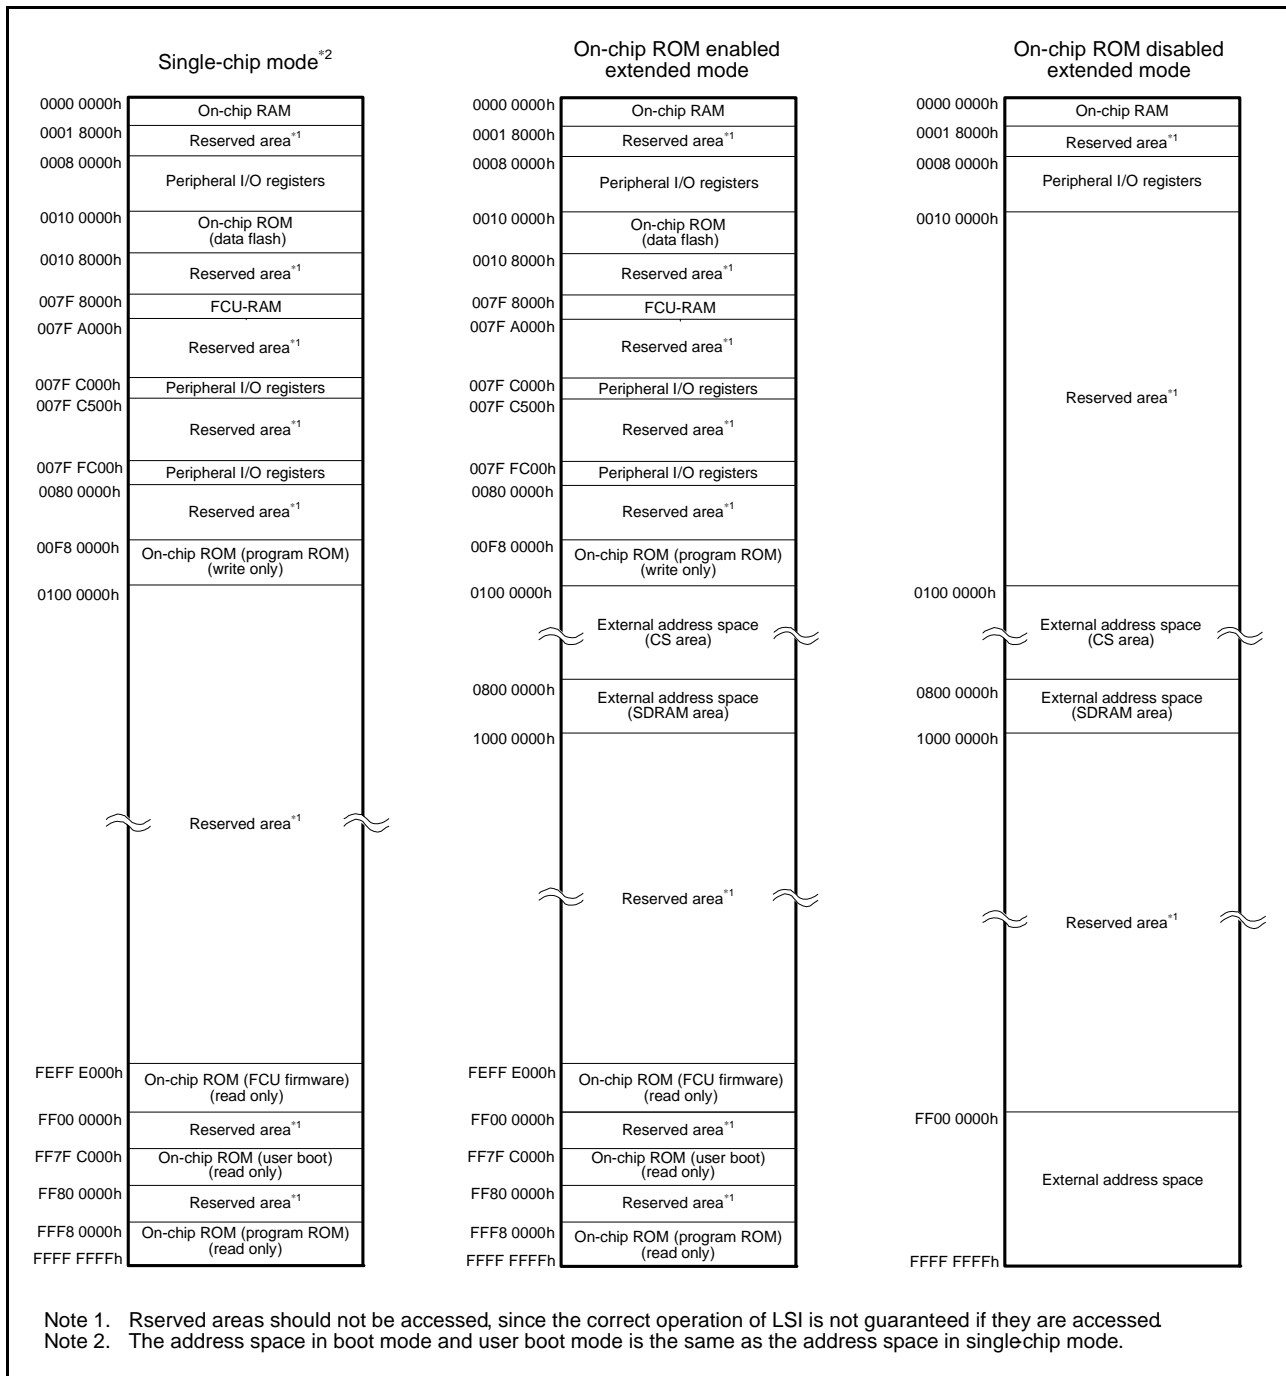 Single-chip mode*2
0000 0000h
On-chip RAM
0001 8000h
Reserved area*1
0008 0000h
Peripheral I/O registers
0010 0000h
On-chip ROM
(data flash)
0010 8000h
Reserved area*1
007F 8000h
FCU-RAM
007F A000h
Reserved area*1
007F C000h
Peripheral I/O registers
007F C500h
Reserved area*1
007F FC00h
Peripheral I/O registers
0080 0000h
Reserved area*1
00F8 0000h
On-chip ROM (program ROM)
(write only)
0100 0000h
Reserved area*1
FEFF E000h
On-chip ROM (FCU firmware)
(read only)
FF00 0000h
Reserved area*1
FF7F C000h
On-chip ROM (user boot)
(read only)
FF80 0000h
Reserved area*1
FFF8 0000h
On-chip ROM (program ROM)
(read only)
FFFF FFFFh
On-chip ROM enabled
extended mode
0000 0000h
On-chip RAM
0001 8000h
Reserved area*1
0008 0000h
Peripheral I/O registers
0010 0000h
On-chip ROM
(data flash)
0010 8000h
Reserved area*1
007F 8000h
FCU-RAM
007F A000h
Reserved area*1
007F C000h
Peripheral I/O registers
007F C500h
Reserved area*1
007F FC00h
Peripheral I/O registers
0080 0000h
Reserved area*1
00F8 0000h
On-chip ROM (program ROM)
(write only)
0100 0000h
External address space
(CS area)
0800 0000h
External address space
(SDRAM area)
1000 0000h
Reserved area*1
FEFF E000h
On-chip ROM (FCU firmware)
(read only)
FF00 0000h
Reserved area*1
FF7F C000h
On-chip ROM (user boot)
(read only)
FF80 0000h
Reserved area*1
FFF8 0000h
On-chip ROM (program ROM)
(read only)
FFFF FFFFh
On-chip ROM disabled
extended mode
0000 0000h
On-chip RAM
0001 8000h
Reserved area*1
0008 0000h
Peripheral I/O registers
0010 0000h
Reserved area*1
0100 0000h
External address space
(CS area)
0800 0000h
External address space
(SDRAM area)
1000 0000h
Reserved area*1
FF00 0000h
External address space
FFFF FFFFh
Note 1. Rserved areas should not be accessed, since the correct operation of LSI is not guaranteed if they are accessed.
Note 2. The address space in boot mode and user boot mode is the same as the address space in single-chip mode.